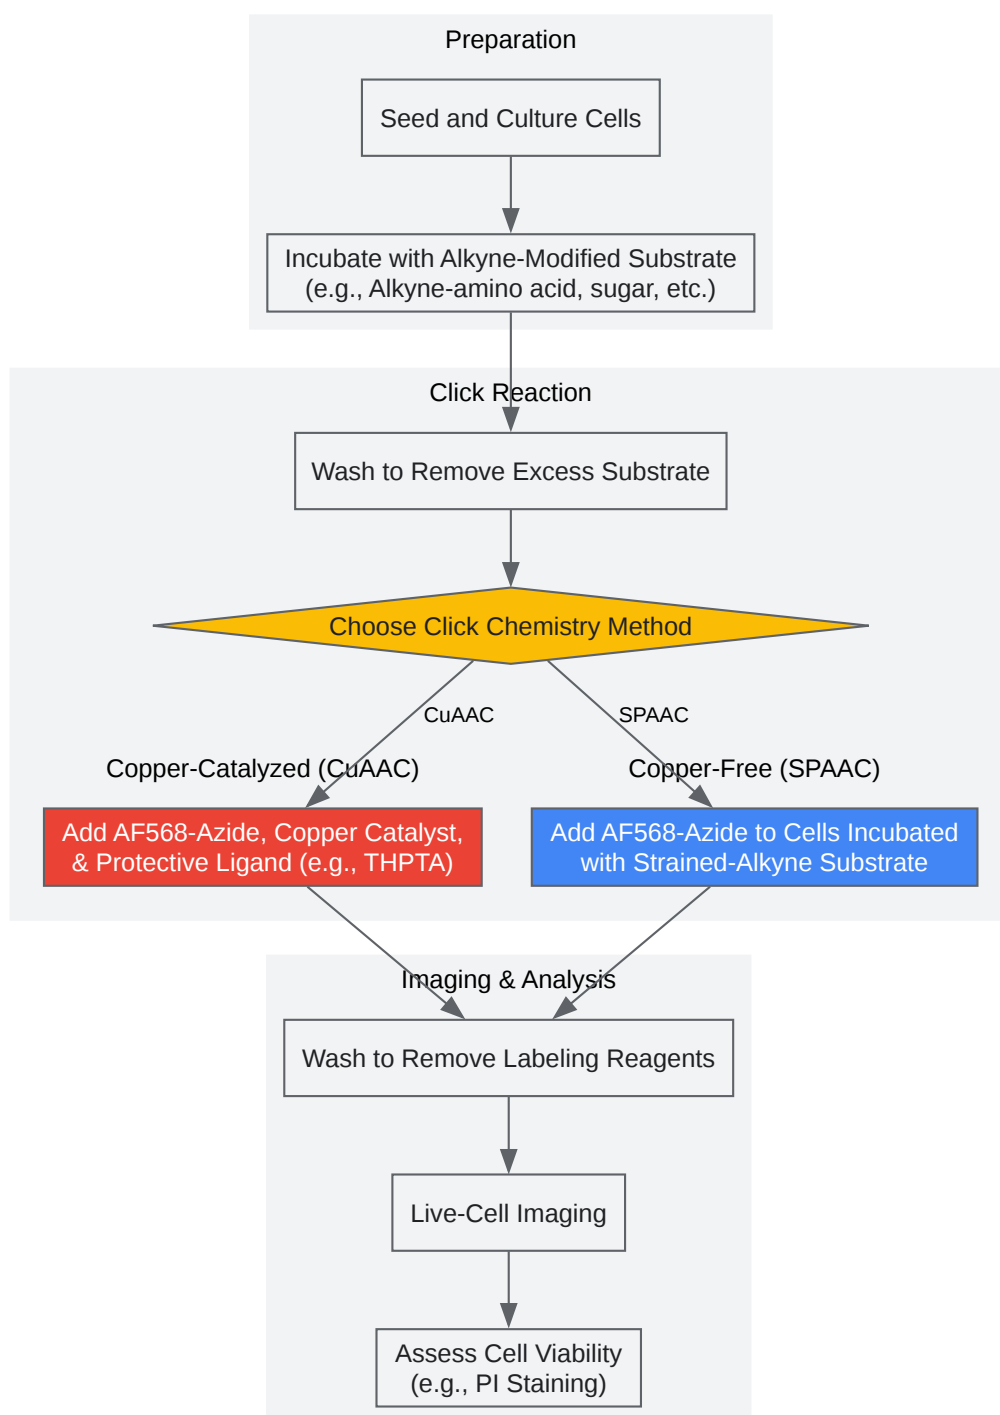 Preparation
Seed and Culture Cells
Incubate with Alkyne-Modified Substrate
(e.g., Alkyne-amino acid, sugar, etc.)
Click Reaction
Wash to Remove Excess Substrate
Choose Click Chemistry Method
CuAAC
SPAAC
Copper-Catalyzed (CuAAC)
Copper-Free (SPAAC)
Add AF568-Azide, Copper Catalyst,
& Protective Ligand (e.g., THPTA)
Add AF568-Azide to Cells Incubated
with Strained-Alkyne Substrate
Imaging & Analysis
Wash to Remove Labeling Reagents
Live-Cell Imaging
Assess Cell Viability
(e.g., PI Staining)